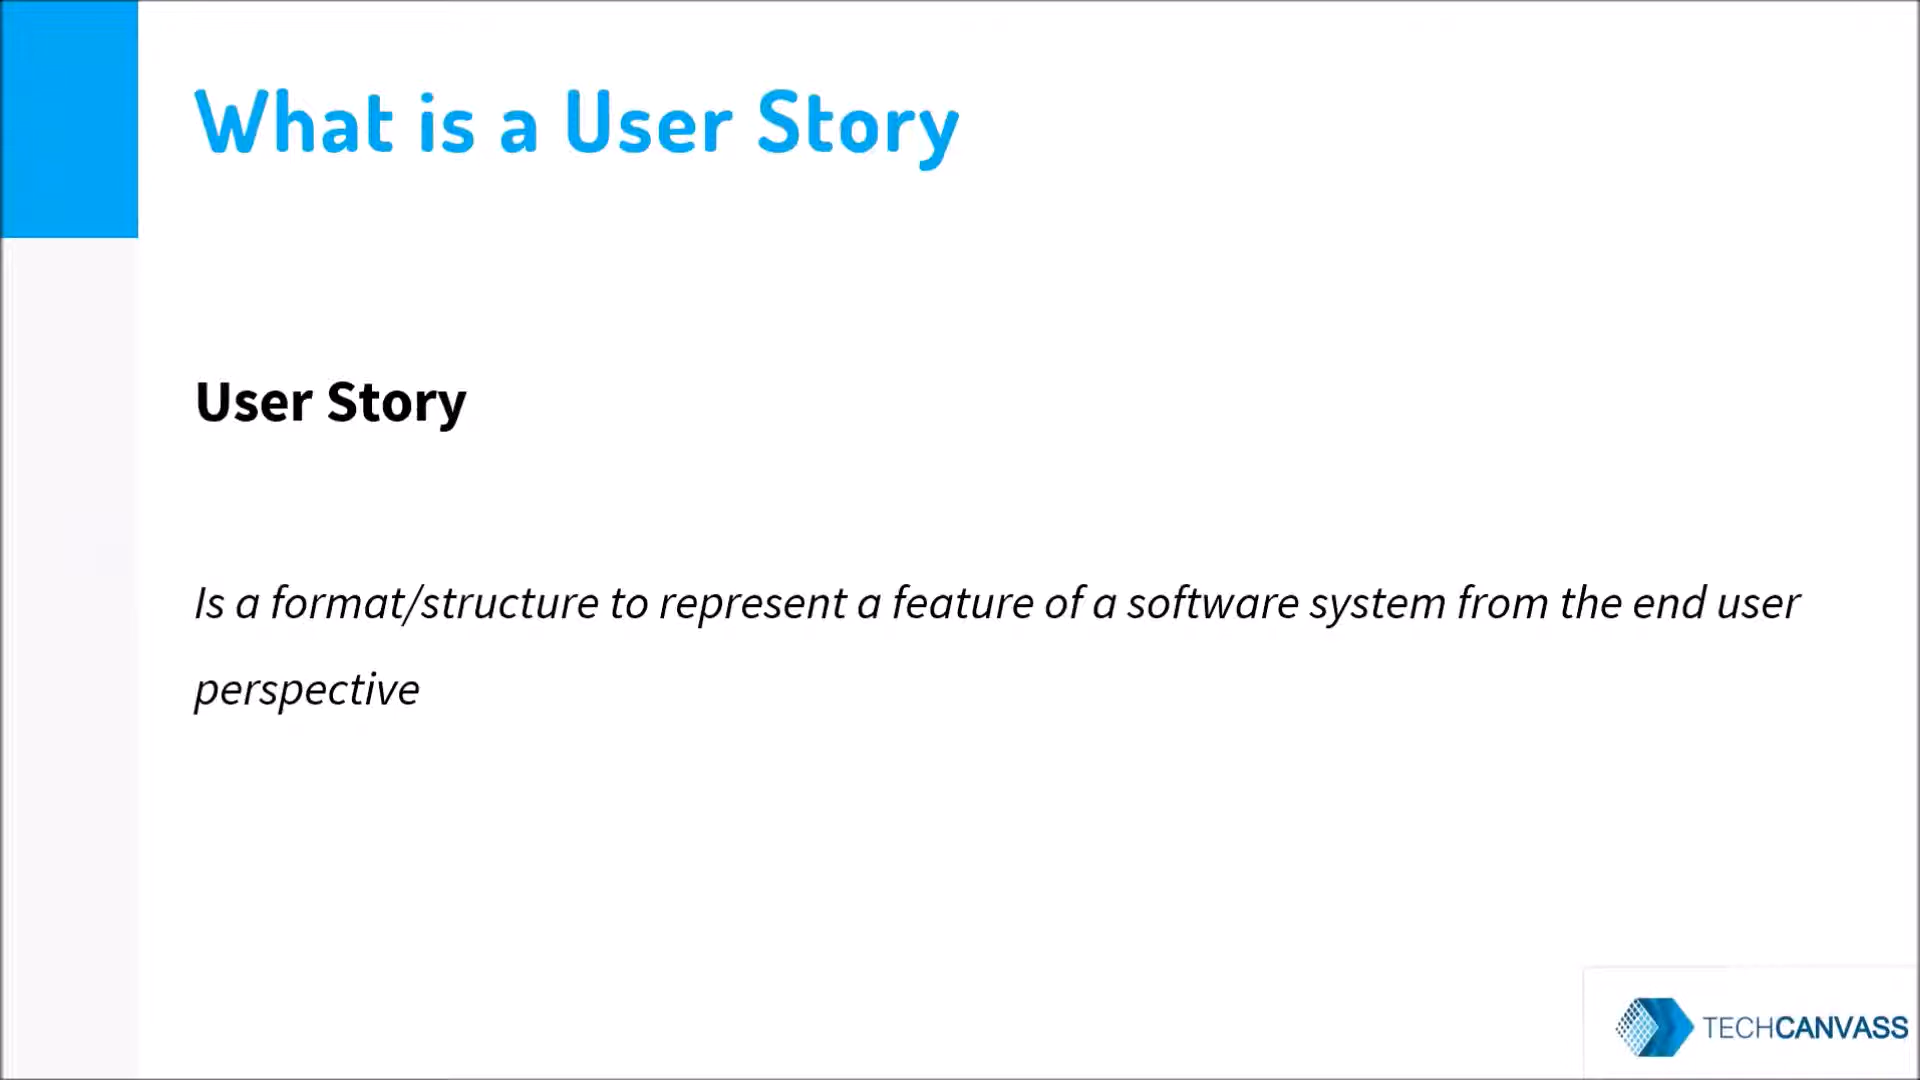 What is a User Story
User Story
Is a format/structure to represent a feature of a software system from the end user
perspective
TECHCANVASS